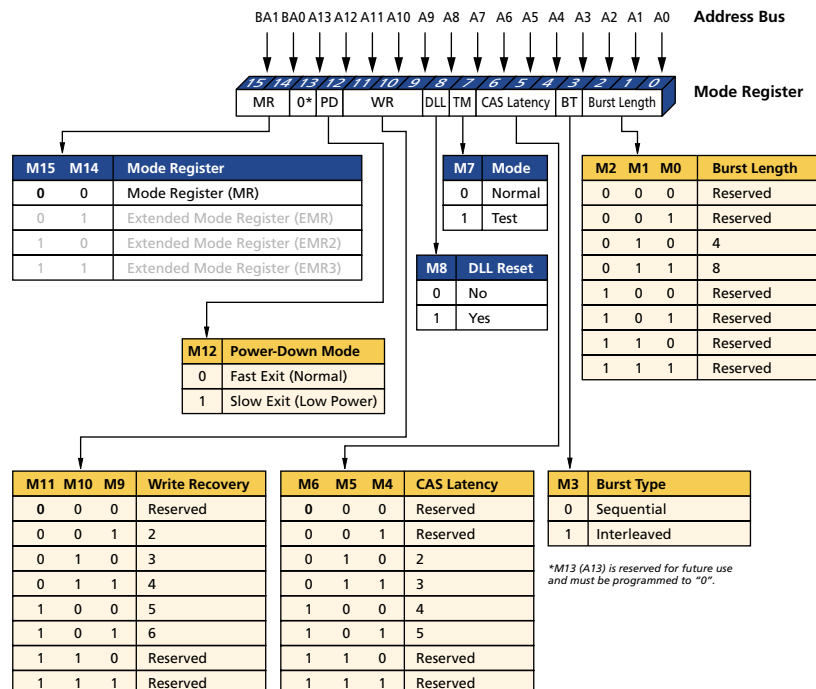 BA1 BA0 A13 A12 A11 A10 A9 A8 A7 A6 A5 A4 A3 A2 A1 A0 Address Bus
15 14 13 12 11 10 9 8 7 6 5 4 3 2 1 0
MR 0* PD WR DLL TM CAS Latency BT Burst Length Mode Register
M15 M14 Mode Register
0 0 Mode Register (MR)
0 1 Extended Mode Register (EMR)
1 0 Extended Mode Register (EMR2)
1 1 Extended Mode Register (EMR3)
M7 Mode
0 Normal
1 Test
M2 M1 M0 Burst Length
0 0 0 Reserved
0 0 1 Reserved
0 1 0 4
0 1 1 8
1 0 0 Reserved
1 0 1 Reserved
1 1 0 Reserved
1 1 1 Reserved
M8 DLL Reset
0 No
1 Yes
M12 Power-Down Mode
0 Fast Exit (Normal)
1 Slow Exit (Low Power)
M11 M10 M9 Write Recovery
0 0 0 Reserved
0 0 1 2
0 1 0 3
0 1 1 4
1 0 0 5
1 0 1 6
1 1 0 Reserved
1 1 1 Reserved
M6 M5 M4 CAS Latency
0 0 0 Reserved
0 0 1 Reserved
0 1 0 2
0 1 1 3
1 0 0 4
1 0 1 5
1 1 0 Reserved
1 1 1 Reserved
M3 Burst Type
0 Sequential
1 Interleaved
*M13 (A13) is reserved for future use
and must be programmed to “0”.